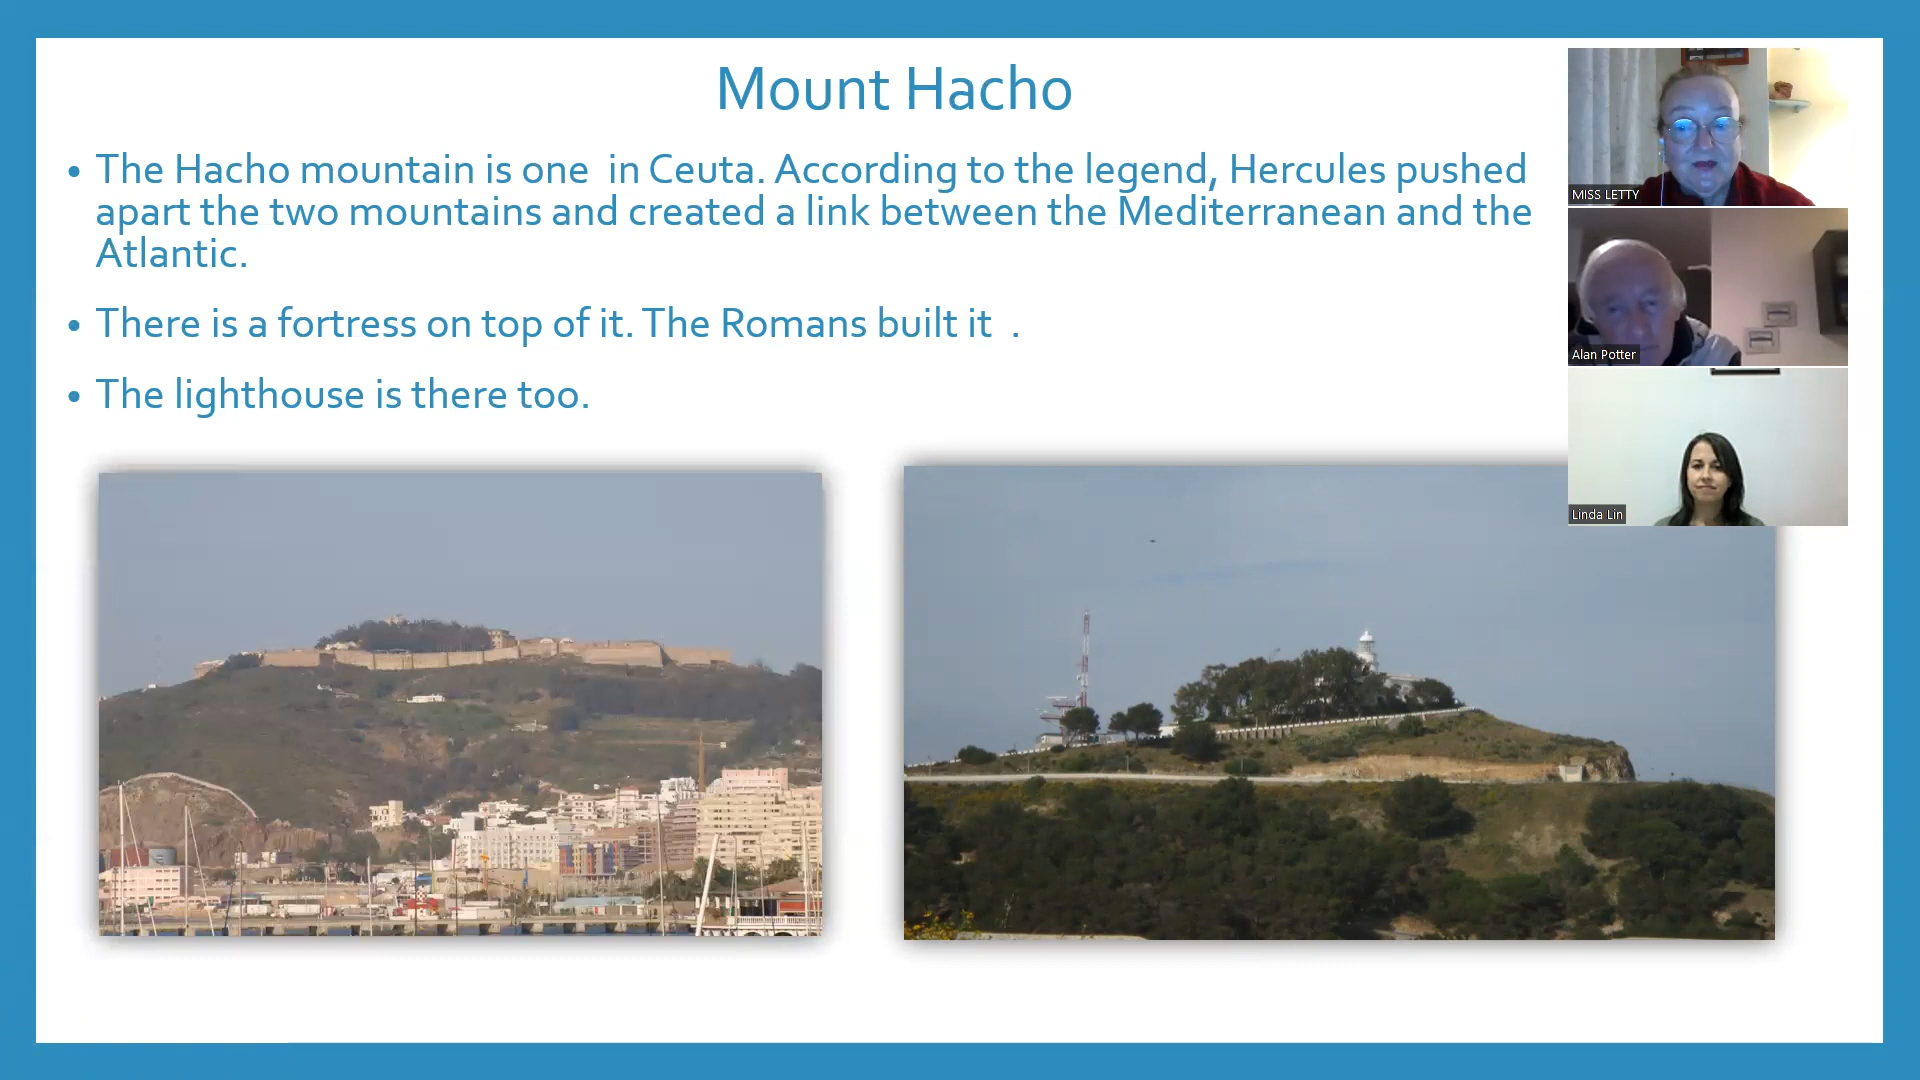 Mount Hacho
• The Hacho mountain is one in Ceuta. According to the legend, Hercules pushed
apart the two mountains and created a link between the Mediterranean and the
Atlantic.
• There is a fortress on top of it. The Romans built it .
• The lighthouse is there too.
MISS LETTY
Alan Potter
Linda Lin